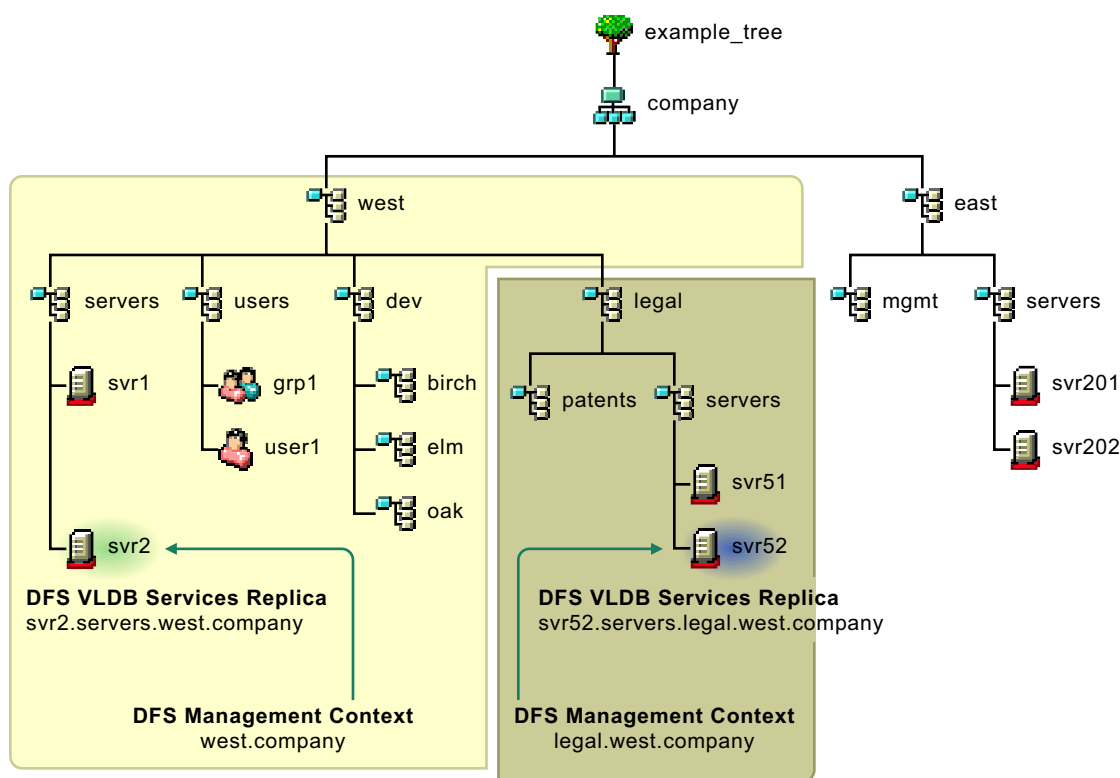 example_tree
company
west
east
servers
users
dev
legal
mgmt
servers
svr1
grp1
birch
patents
servers
svr201
user1
elm
svr202
svr51
oak
svr2
svr52
DFS VLDB Services Replica
svr2.servers.west.company
DFS VLDB Services Replica
svr52.servers.legal.west.company
DFS Management Context
west.company
DFS Management Context
legal.west.company